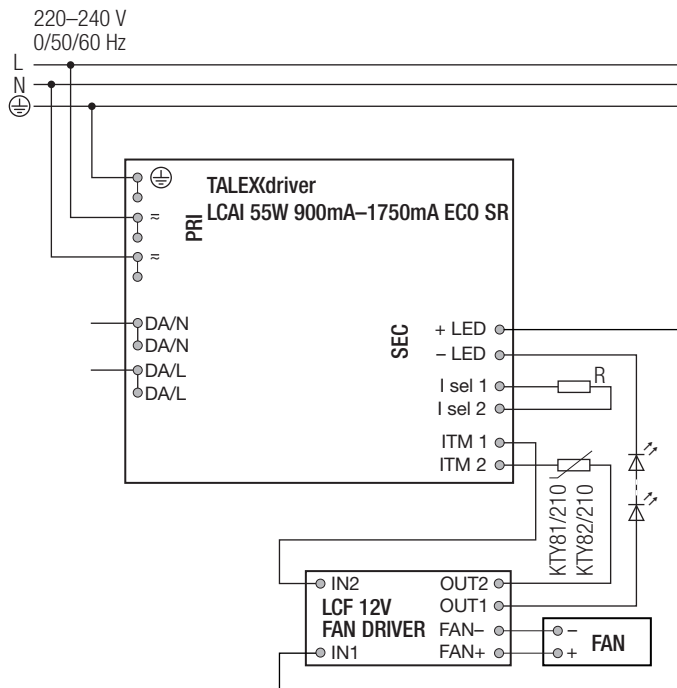 220–240 V
0/50/60 Hz
L
N
TALEXdriver
LCAI 55W 900mA–1750mA ECO SR
PRI
≈
≈
DA/N
DA/N
DA/L
DA/L
SEC
+ LED
– LED
I sel 1
R
I sel 2
ITM 1
ITM 2
KTY81/210
KTY82/210
IN2
OUT2
LCF 12V
OUT1
FAN DRIVER
FAN–
–
FAN
IN1
FAN+
+